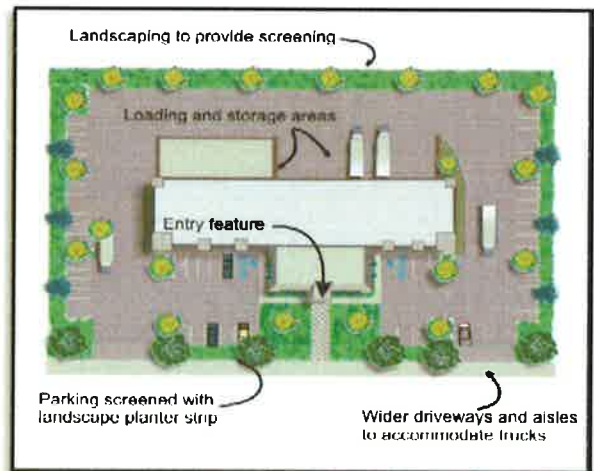 Landscaping to provide screening
Loading and storage areas
Entry feature
Parking screened with
landscape planter strip
Wider driveways and aisles
to accommodate trucks